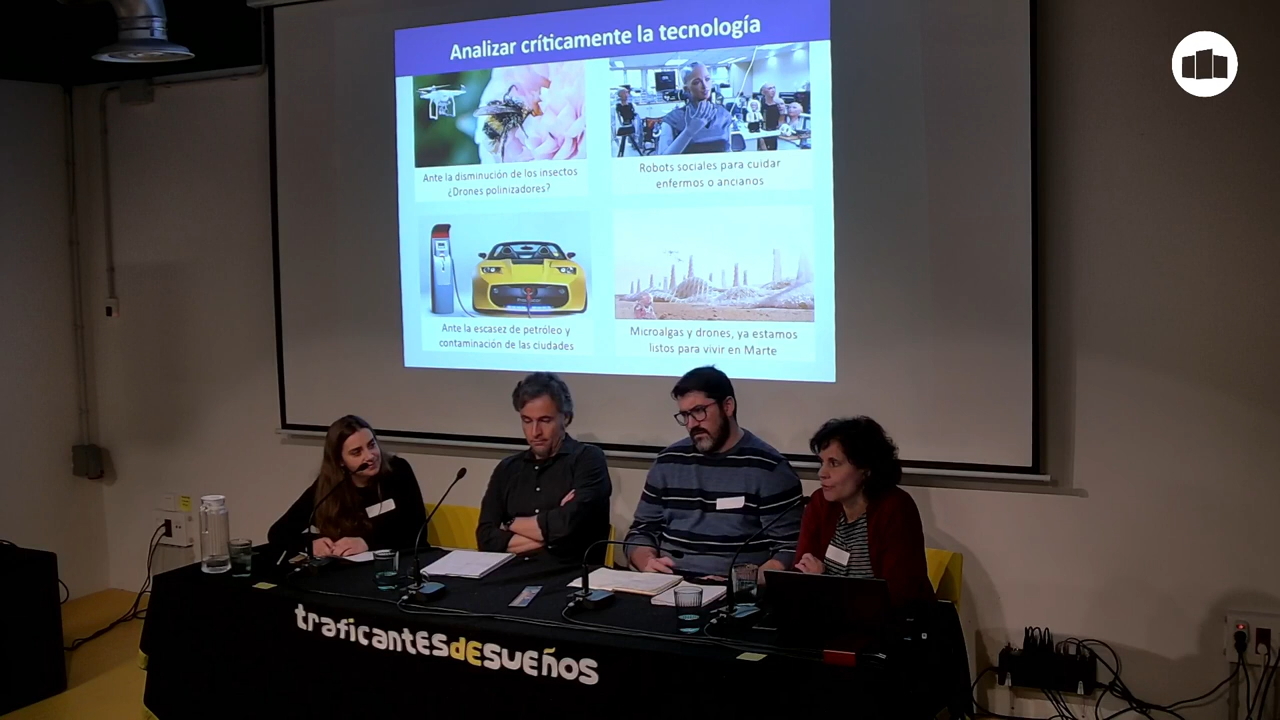 Analizar críticamente la tecnología
Ante la disminución de los insectos
¿Drones polinizadores?
Robots sociales para cuidar
enfermos o ancianos
Ante la escasez de petróleo y
contaminación de las ciudades
Microalgas y drones, ya estamos
listos para vivir en Marte
traficantEsdEsuEños